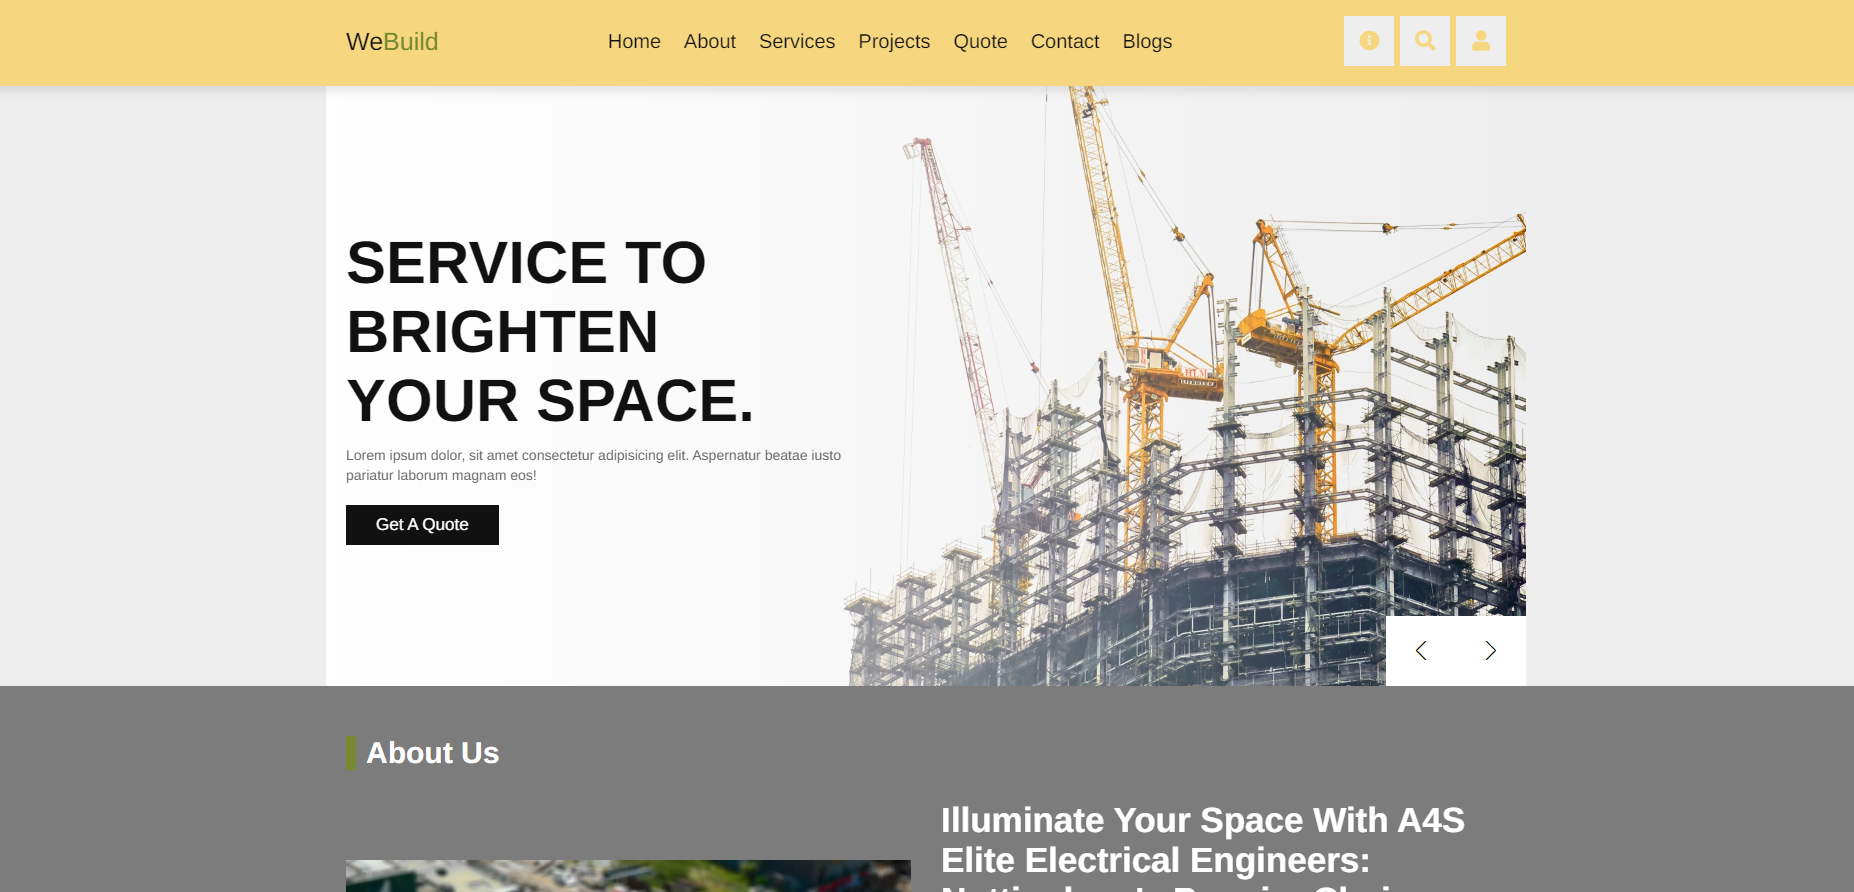 WeBuild
Home About Services Projects Quote Contact Blogs
SERVICE TO
BRIGHTEN
YOUR SPACE.
Lorem ipsum dolor, sit amet consectetur adipisicing elit. Aspernatur beatae iusto
pariatur laborum magnam eos!
Get A Quote
About Us
Illuminate Your Space With A4S
Elite Electrical Engineers: